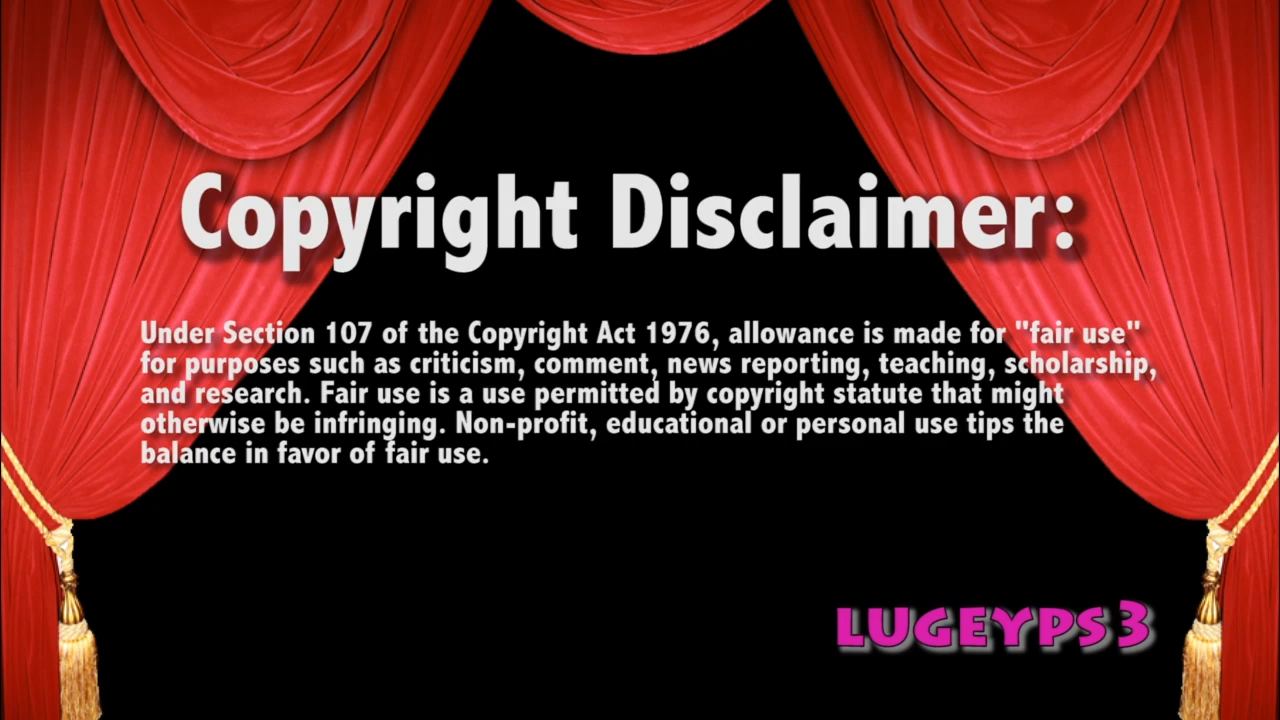 Copyright Disclaimer:
Under Section 107 of the Copyright Act 1976, allowance is made for "fair use"
for purposes such as criticism, comment, news reporting, teaching, scholarship,
and research. Fair use is a use permitted by copyright statute that might
otherwise be infringing. Non-profit, educational or personal use tips the
balance in favor of fair use.
LUGEYPS3